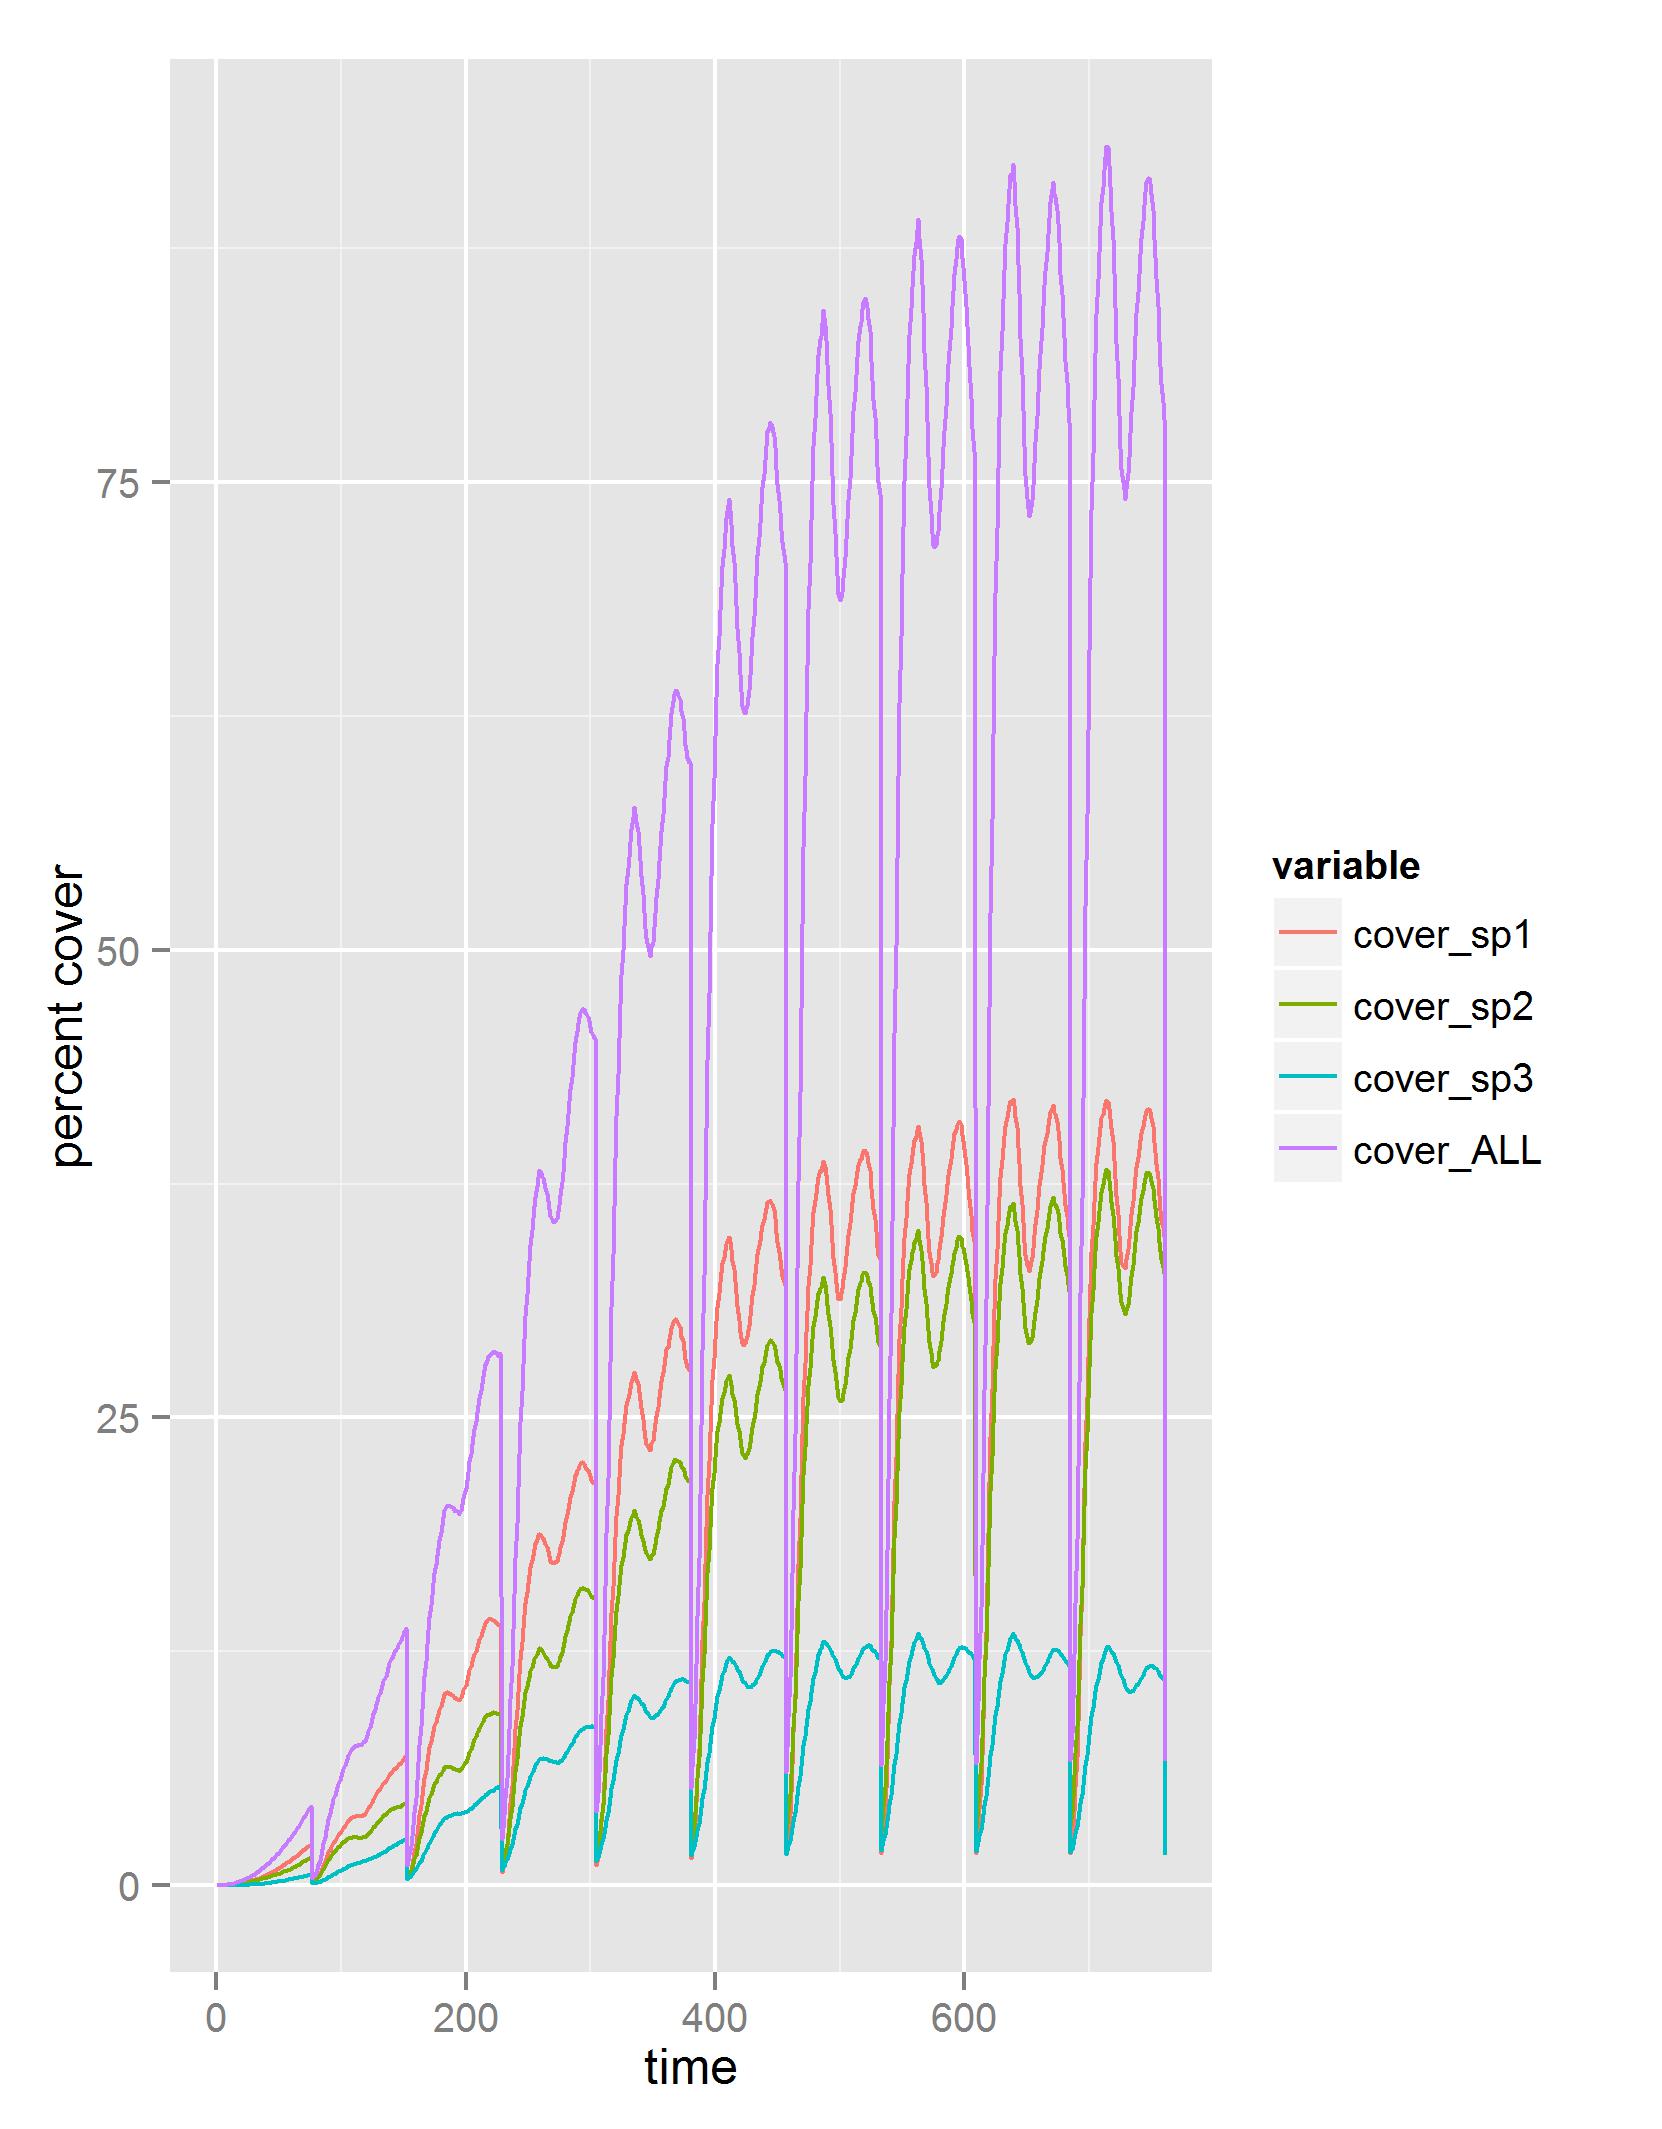 percent cover
75
50
25
0
0 200 400 600
time
variable
cover_sp1
cover_sp2
cover_sp3
cover_ALL